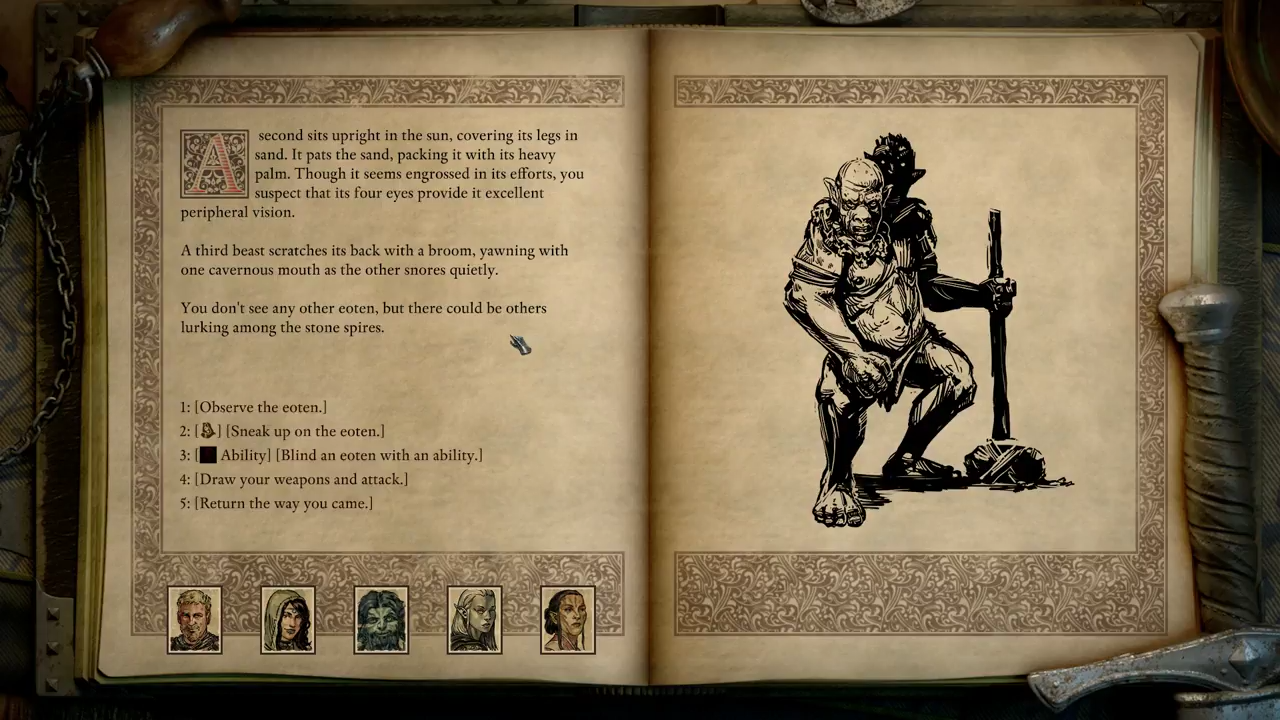 A second sits upright in the sun, covering its legs in
sand. It pats the sand, packing it with its heavy
palm. Though it seems engrossed in its efforts, you
suspect that its four eyes provide it excellent
peripheral vision.
A third beast scratches its back with a broom, yawning with
one cavernous mouth as the other snores quietly.
You don't see any other eoten, but there could be others
lurking among the stone spires.
1: [Observe the eoten.]
2: [ ] [Sneak up on the eoten.]
3: [ Ability] [Blind an eoten with an ability.]
4: [Draw your weapons and attack.]
5: [Return the way you came.]